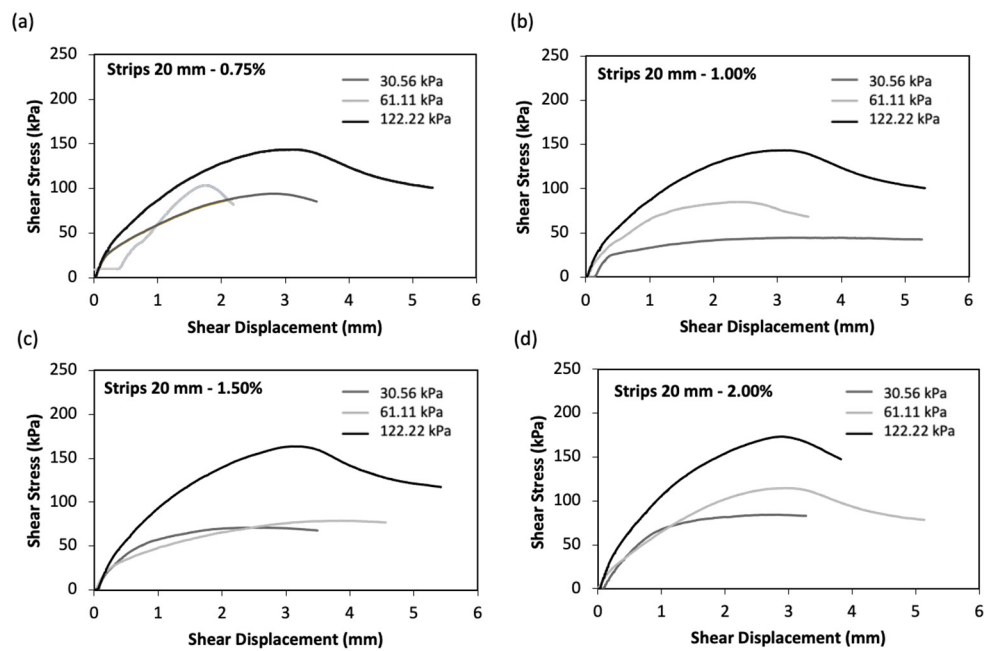 (a)
Strips 20 mm - 0.75%
30.56 kPa
61.11 kPa
122.22 kPa
Shear Stress (kPa)
250
200
150
100
50
0
0 1 2 3 4 5 6
Shear Displacement (mm)
(b)
Strips 20 mm - 1.00%
30.56 kPa
61.11 kPa
122.22 kPa
Shear Stress (kPa)
250
200
150
100
50
0
0 1 2 3 4 5 6
Shear Displacement (mm)
(c)
Strips 20 mm - 1.50%
30.56 kPa
61.11 kPa
122.22 kPa
Shear Stress (kPa)
250
200
150
100
50
0
0 1 2 3 4 5 6
Shear Displacement (mm)
(d)
Strips 20 mm - 2.00%
30.56 kPa
61.11 kPa
122.22 kPa
Shear Stress (kPa)
250
200
150
100
50
0
0 1 2 3 4 5 6
Shear Displacement (mm)